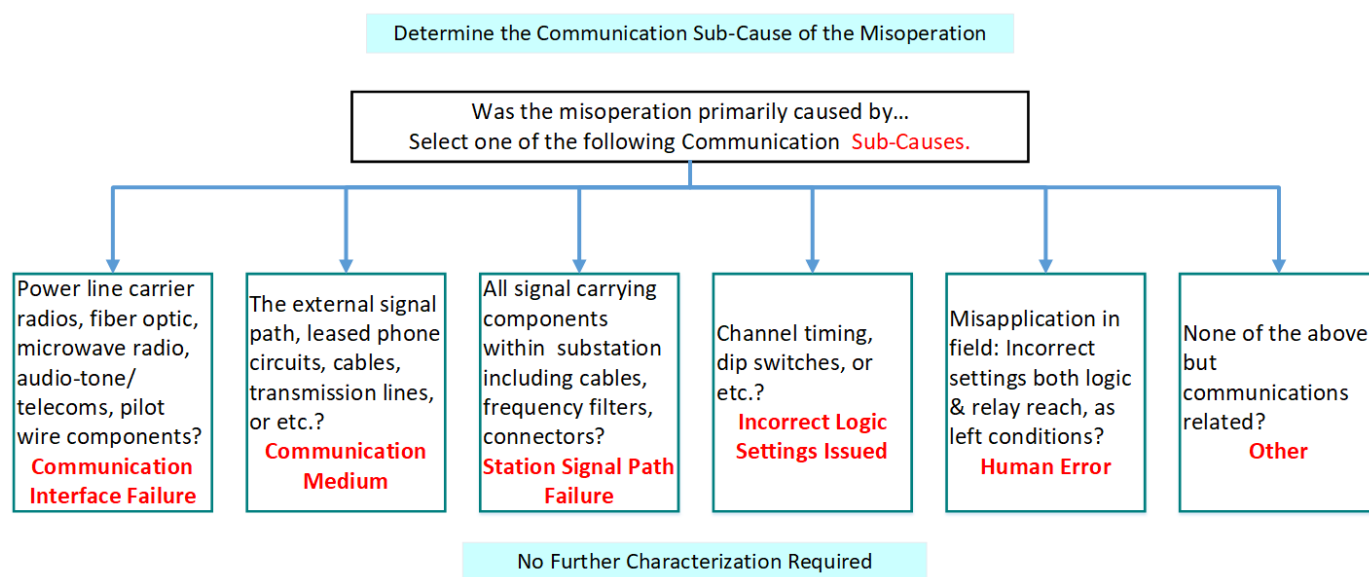 Determine the Communication Sub-Cause of the Misoperation
Was the misoperation primarily caused by…
Select one of the following Communication Sub-Causes.
Power line carrier
radios, fiber optic,
microwave radio,
audio-tone/
telecoms, pilot
wire components?
Communication
Interface Failure
The external signal
path, leased phone
circuits, cables,
transmission lines,
or etc.?
Communication
Medium
All signal carrying
components
within substation
including cables,
frequency filters,
connectors?
Station Signal Path
Failure
Channel timing,
dip switches, or
etc.?
Incorrect Logic
Settings Issued
Misapplication in
field: Incorrect
settings both logic
& relay reach, as
left conditions?
Human Error
None of the above
but
communications
related?
Other
No Further Characterization Required